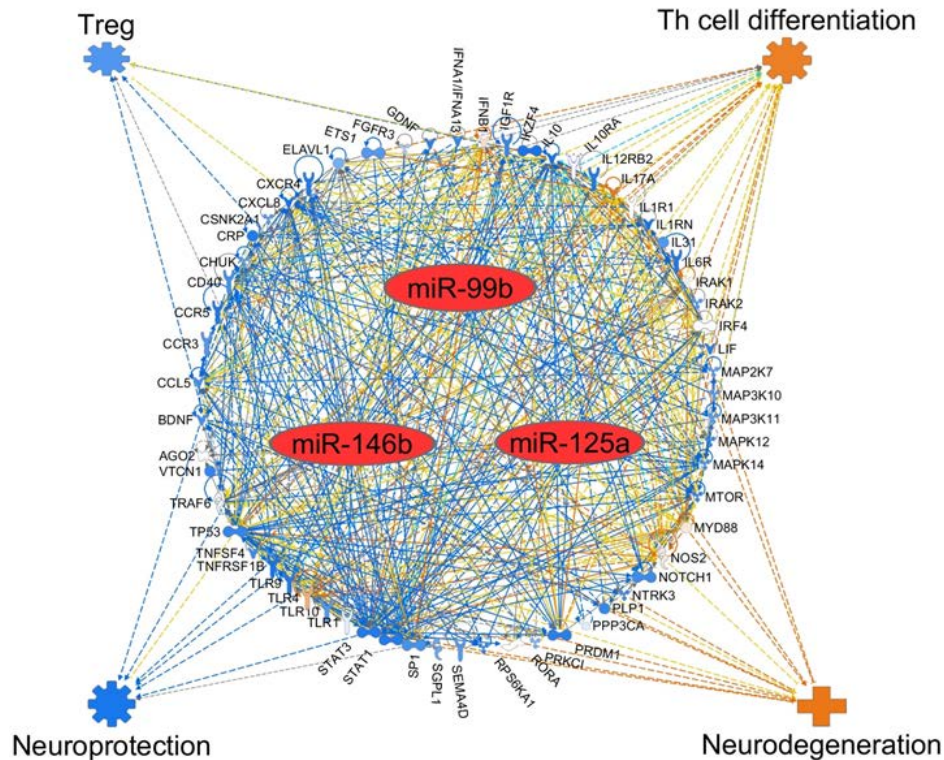 Treg
Th cell differentiation
IFNA1/IFNA13
IFNB1
IGF1R
IKZF4
IL10
IL10RA
IL12RB2
IL17A
IL1R1
IL1RN
IL31
IL6R
IRAK1
IRAK2
IRF4
LIF
MAP2K7
MAP3K10
MAP3K11
MAPK12
MAPK14
MTOR
MYD88
NOS2
NOTCH1
NTRK3
PLP1
PPP3CA
PRDM1
PRKCI
RORA
RPS6KA1
SEMA4D
SGPL1
SP1
STAT1
STAT3
TLR1
TLR10
TLR4
TLR9
TNFRSF1B
TNFSF4
TP53
TRAF6
VTCN1
AGO2
BDNF
CCL5
CCR3
CCR5
CD40
CHUK
CRP
CSNK2A1
CXCL8
CXCR4
ELAVL1
ETS1
FGFR3
GDNF
miR-99b
miR-146b
miR-125a
Neuroprotection
Neurodegeneration